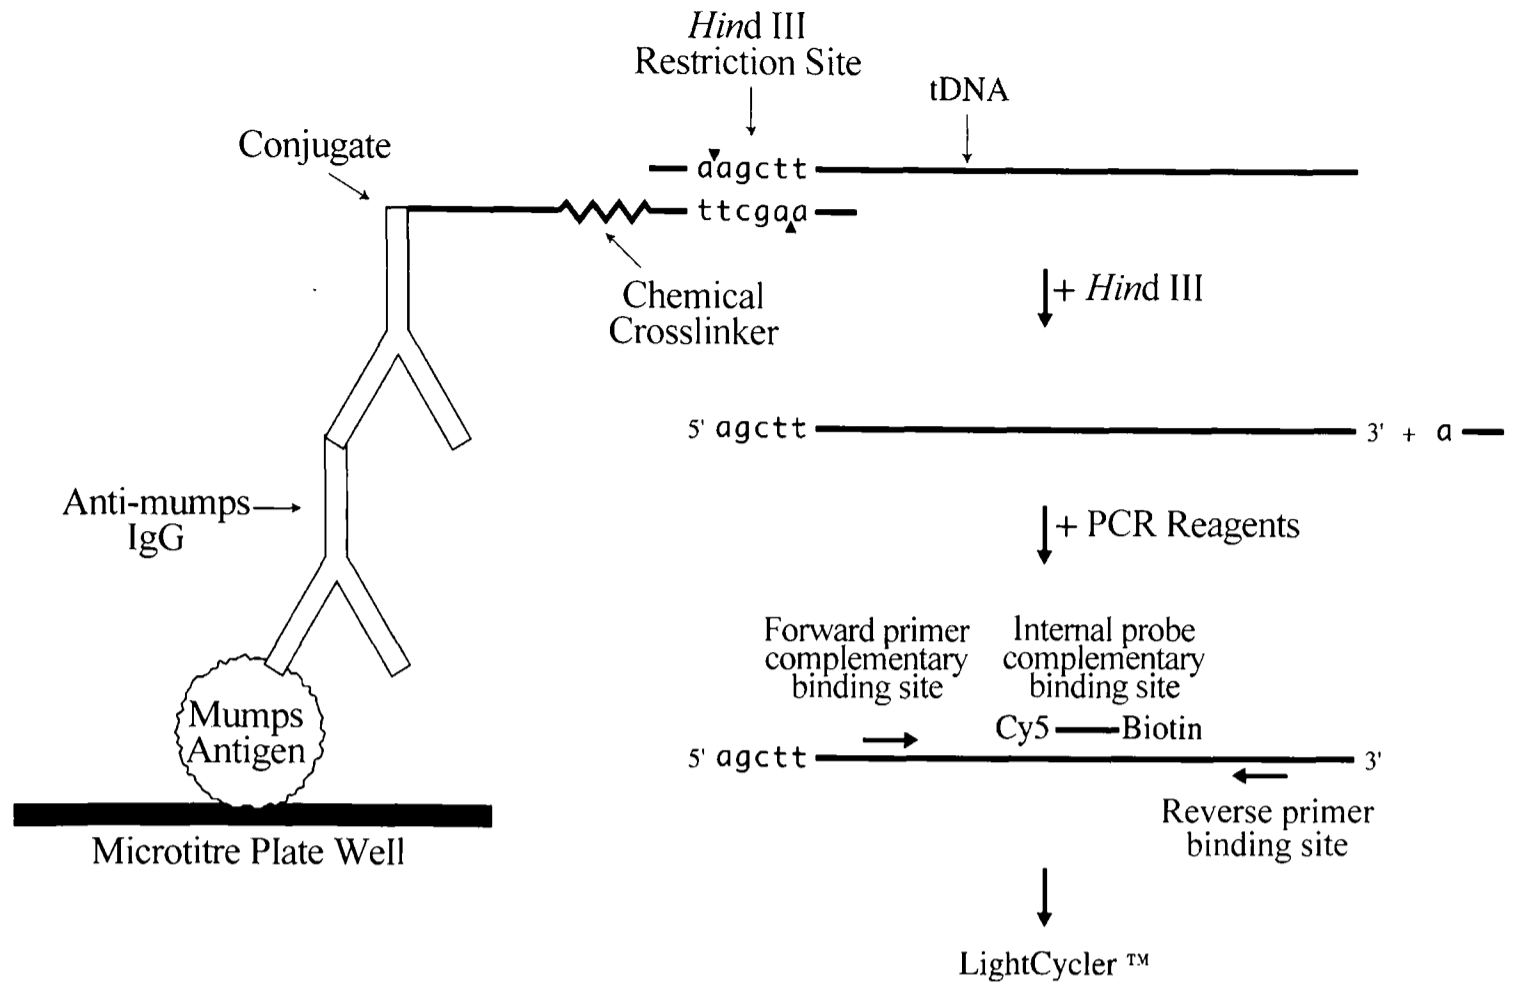 Hind III
Restriction Site
tDNA
Conjugate
aagctt
ttcgaa
Chemical
Crosslinker
+ Hind III
5' agctt 3' + a
Anti-mumps
IgG
+ PCR Reagents
Forward primer
complementary
binding site
Internal probe
complementary
binding site
Cy5 Biotin
5' agctt 3'
Mumps
Antigen
Reverse primer
binding site
Microtitre Plate Well
LightCycler ™